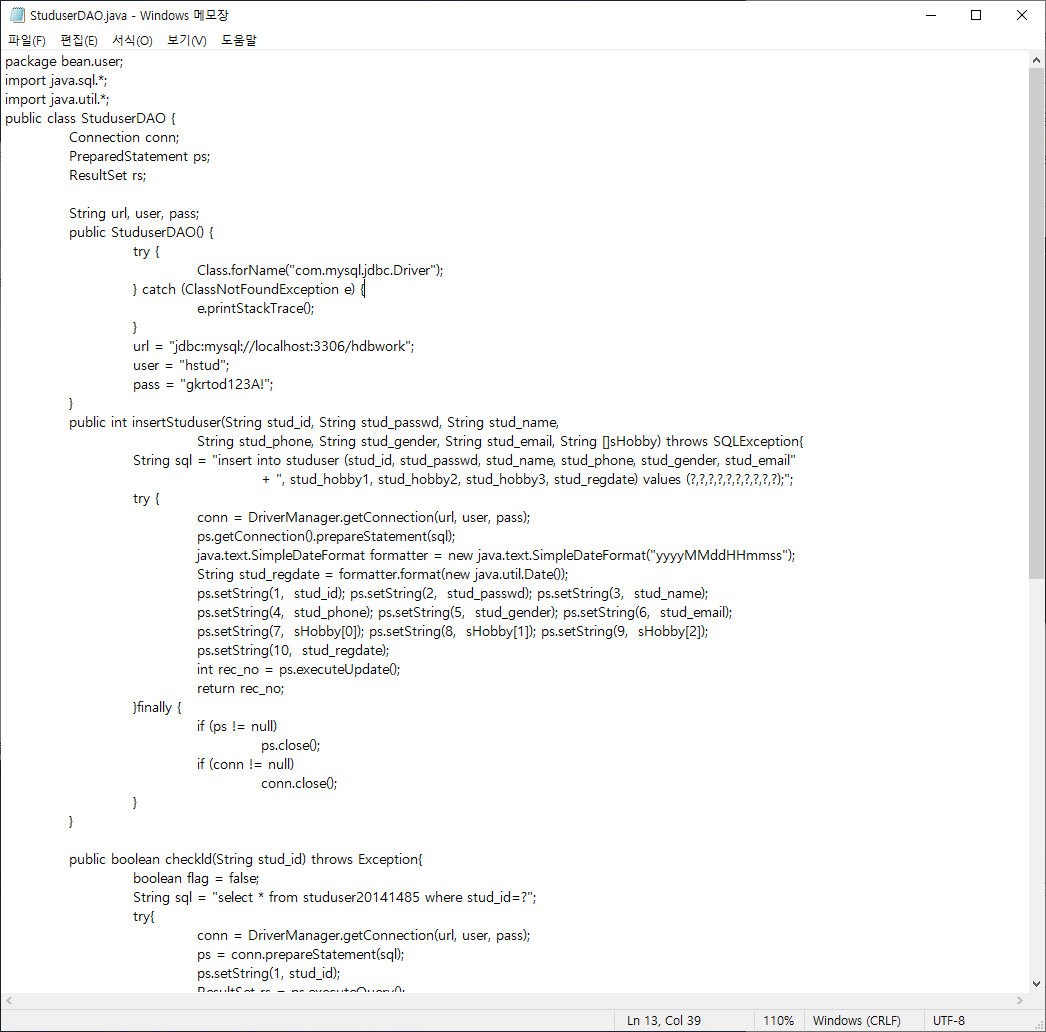 StuduserDAO.java - Windows 메모장
파일(F) 편집(E) 서식(O) 보기(V) 도움말
package bean.user;
import java.sql.*;
import java.util.*;
public class StuduserDAO {
Connection conn;
PreparedStatement ps;
ResultSet rs;
String url, user, pass;
public StuduserDAO() {
try {
Class.forName("com.mysql.jdbc.Driver");
} catch (ClassNotFoundException e) {
e.printStackTrace();
}
url = "jdbc:mysql://localhost:3306/hdbwork";
user = "hstud";
pass = "gkrtod123A!";
}
public int insertStuduser(String stud_id, String stud_passwd, String stud_name,
String stud_phone, String stud_gender, String stud_email, String []sHobby) throws SQLException{
String sql = "insert into studuser (stud_id, stud_passwd, stud_name, stud_phone, stud_gender, stud_email"
+ ", stud_hobby1, stud_hobby2, stud_hobby3, stud_regdate) values (?,?,?,?,?,?,?,?,?,?);";
try {
conn = DriverManager.getConnection(url, user, pass);
ps.getConnection().prepareStatement(sql);
java.text.SimpleDateFormat formatter = new java.text.SimpleDateFormat("yyyyMMddHHmmss");
String stud_regdate = formatter.format(new java.util.Date());
ps.setString(1, stud_id); ps.setString(2, stud_passwd); ps.setString(3, stud_name);
ps.setString(4, stud_phone); ps.setString(5, stud_gender); ps.setString(6, stud_email);
ps.setString(7, sHobby[0]); ps.setString(8, sHobby[1]); ps.setString(9, sHobby[2]);
ps.setString(10, stud_regdate);
int rec_no = ps.executeUpdate();
return rec_no;
}finally {
if (ps != null)
ps.close();
if (conn != null)
conn.close();
}
}
public boolean checkId(String stud_id) throws Exception{
boolean flag = false;
String sql = "select * from studuser20141485 where stud_id=?";
try{
conn = DriverManager.getConnection(url, user, pass);
ps = conn.prepareStatement(sql);
ps.setString(1, stud_id);
ResultSet rs = ps.executeQuery();
Ln 13, Col 39 110% Windows (CRLF) UTF-8